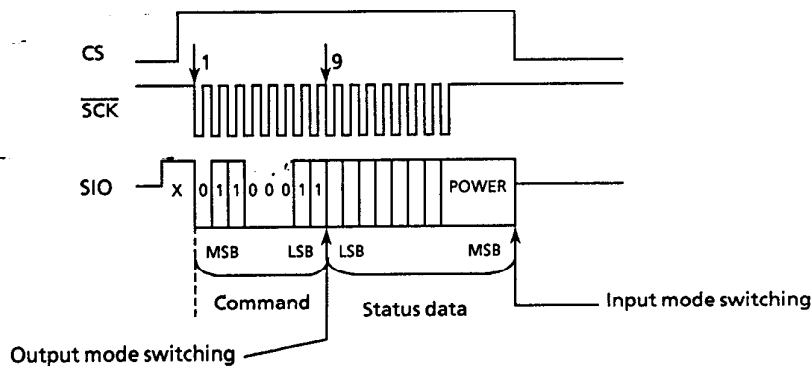 CS
1
9
SCK
SIO
X 0 1 1 0 0 0 1 1 POWER
MSB LSB LSB MSB
Command
Status data
Input mode switching
Output mode switching